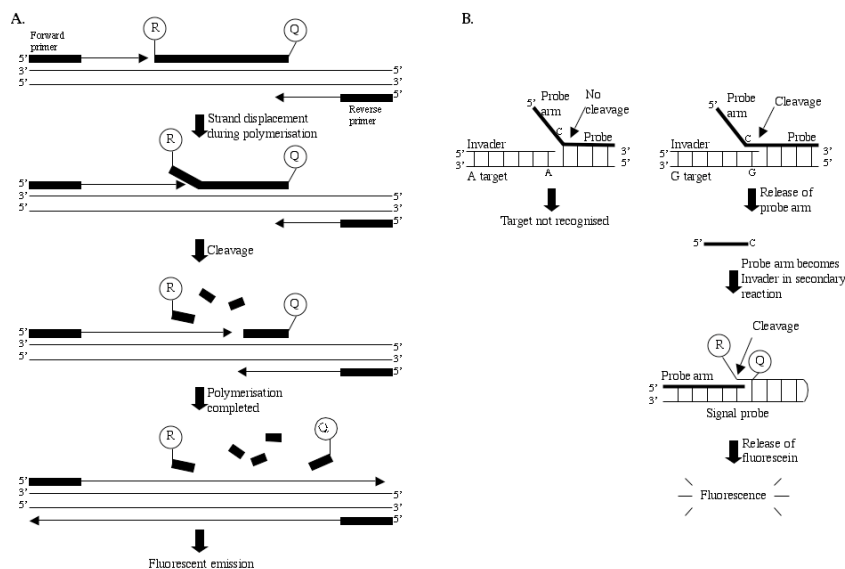 A.
Forward
primer
R
Q
5'
3'
5'
5'
3'
5'
Reverse
primer
Strand displacement
during polymerisation
R
Q
5'
3'
5'
5'
3'
5'
Cleavage
R
Q
5'
3'
5'
5'
3'
5'
Polymerisation
completed
R
Q
5'
3'
5'
5'
3'
5'
Fluorescent emission
B.
5'
Probe
arm
No
cleavage
C
Invader
Probe
5'
3'
3'
5'
A target
A
Target not recognised
5'
Probe
arm
Cleavage
C
Invader
Probe
5'
3'
3'
5'
G target
G
Release of
probe arm
5'
C
Probe arm becomes
Invader in secondary
reaction
Cleavage
R
Q
Probe arm
5'
3'
Signal probe
Release of
fluorescein
Fluorescence